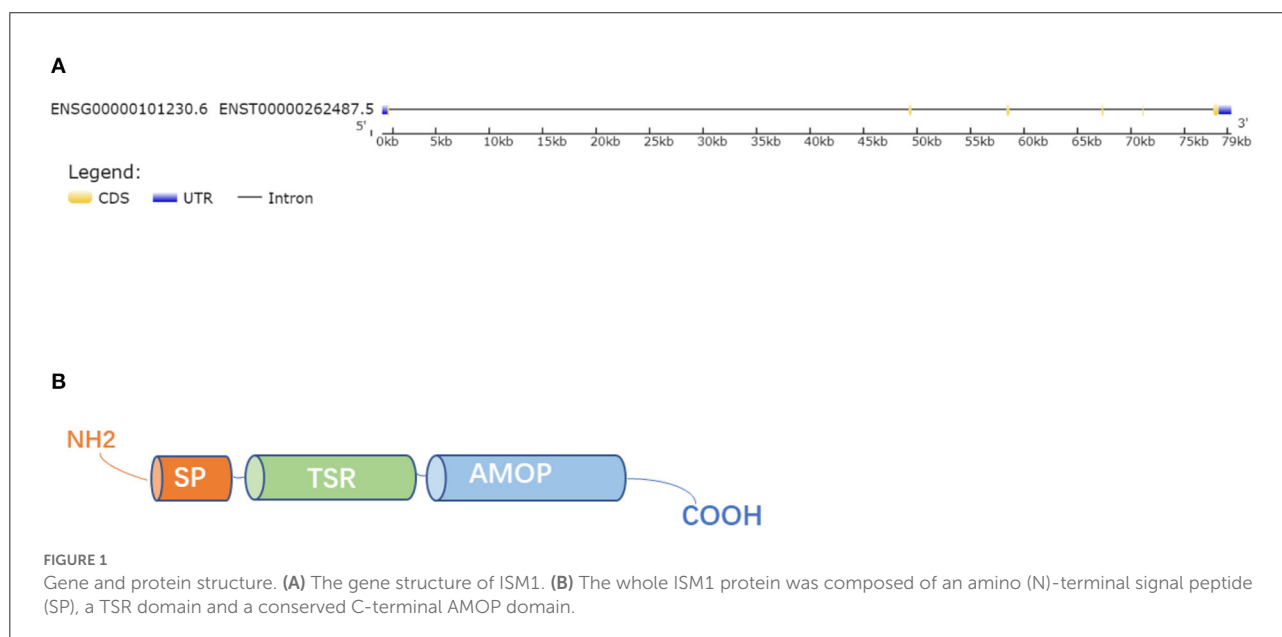 A
ENSG00000101230.6 ENST00000262487.5
5' 3'
0kb 5kb 10kb 15kb 20kb 25kb 30kb 35kb 40kb 45kb 50kb 55kb 60kb 65kb 70kb 75kb 79kb
Legend:
CDS UTR Intron
B
NH2
SP TSR AMOP
COOH
FIGURE 1
Gene and protein structure. (A) The gene structure of ISM1. (B) The whole ISM1 protein was composed of an amino (N)-terminal signal peptide
(SP), a TSR domain and a conserved C-terminal AMOP domain.